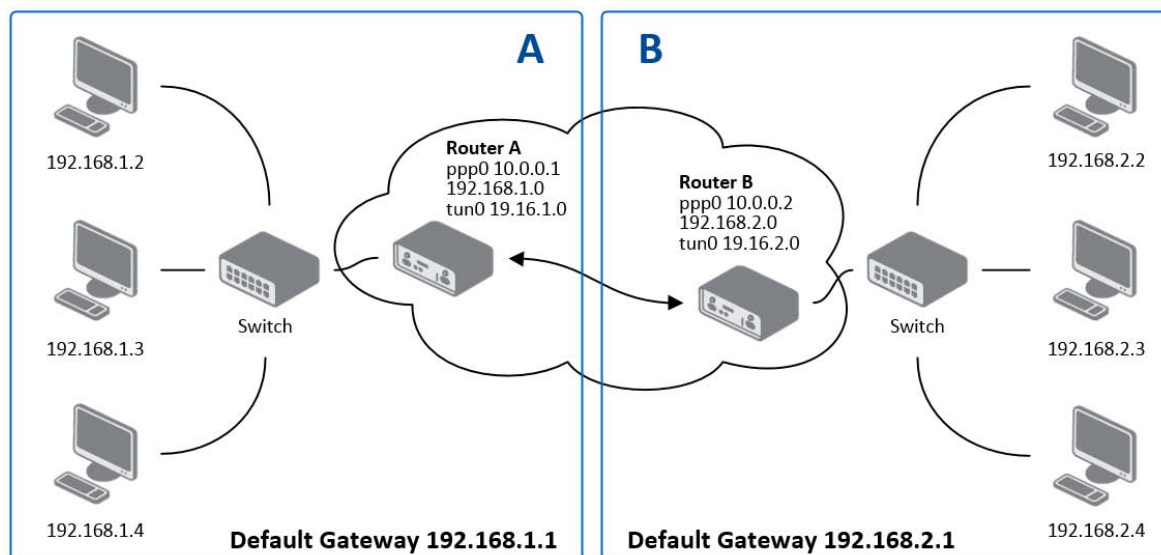 A
B
192.168.1.2
Router A
ppp0 10.0.0.1
192.168.1.0
tun0 19.16.1.0
Router B
ppp0 10.0.0.2
192.168.2.0
tun0 19.16.2.0
192.168.2.2
192.168.1.3
Switch
Switch
192.168.2.3
192.168.1.4
Default Gateway 192.168.1.1
Default Gateway 192.168.2.1
192.168.2.4